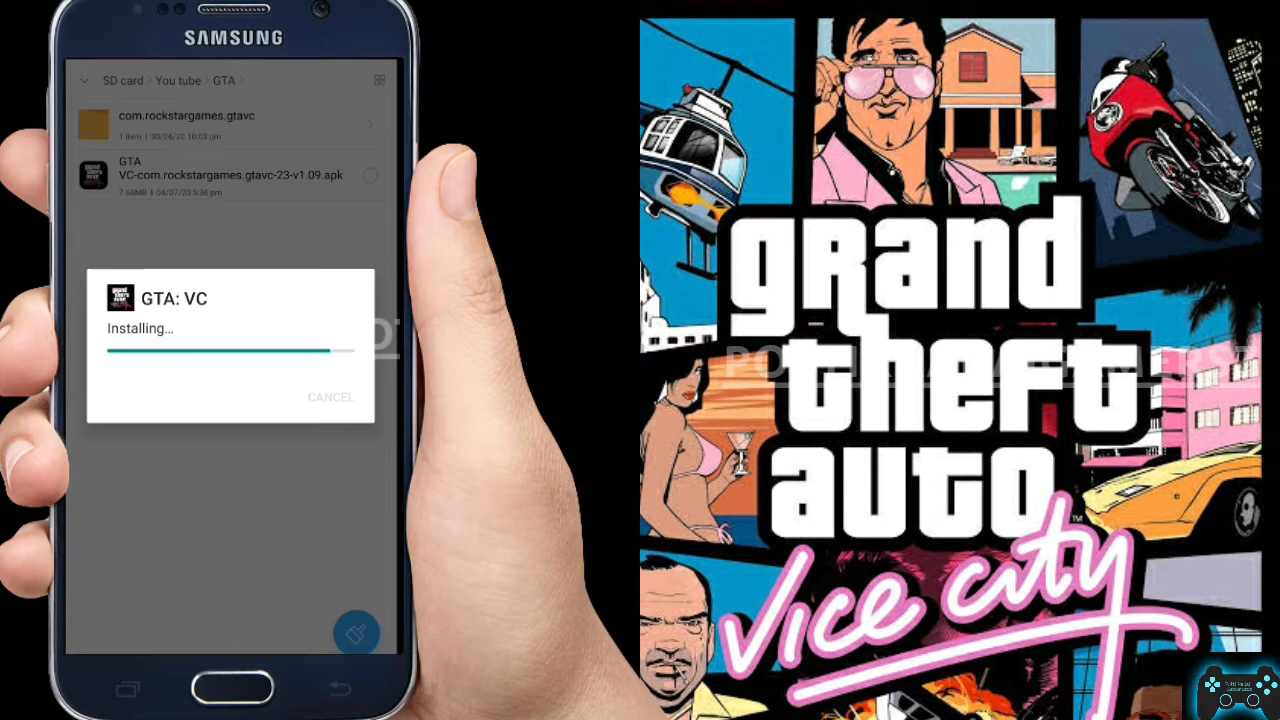 SAMSUNG
SD card > You tube > GTA >
com.rockstargames.gtavc
1 item | 30/06/20 10:03 pm
GTA
VC-com.rockstargames.gtavc-23-v1.09.apk
7.68MB | 04/07/20 5:36 pm
GTA: VC
Installing...
CANCEL
grand
theft
auto
TM
vice city